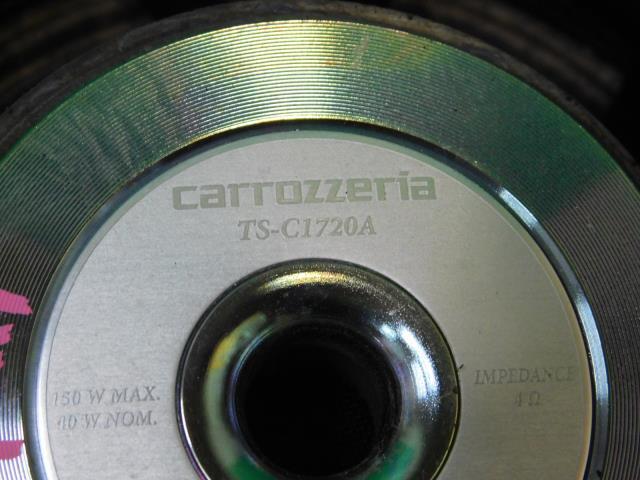 carrozzeria
TS-C1720A
150 W MAX.
40 W NOM.
IMPEDANCE
4 Ω